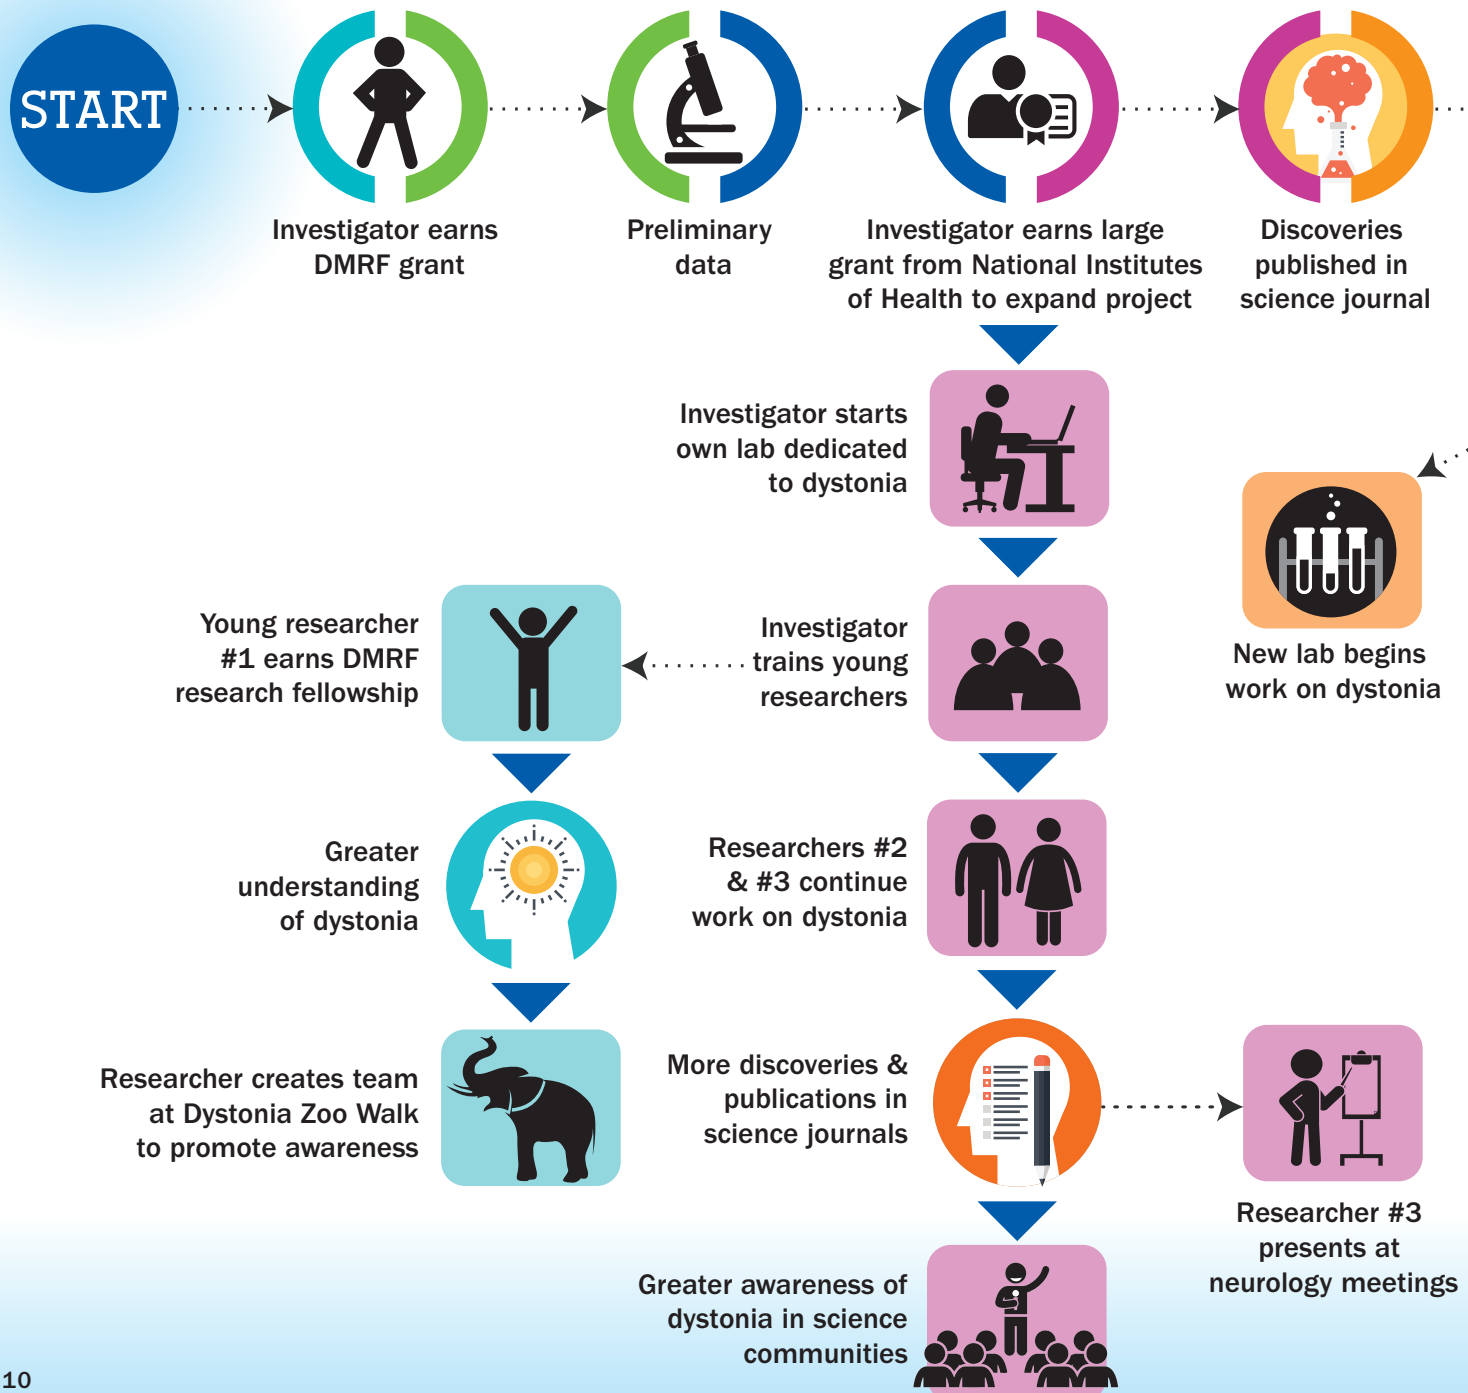 START
Investigator earns
DMRF grant
Preliminary
data
Investigator earns large
grant from National Institutes
of Health to expand project
Discoveries
published in
science journal
Investigator starts
own lab dedicated
to dystonia
New lab begins
work on dystonia
Investigator
trains young
researchers
Young researcher
#1 earns DMRF
research fellowship
Greater
understanding
of dystonia
Researcher creates team
at Dystonia Zoo Walk
to promote awareness
Researchers #2
& #3 continue
work on dystonia
More discoveries &
publications in
science journals
Researcher #3
presents at
neurology meetings
Greater awareness of
dystonia in science
communities
10